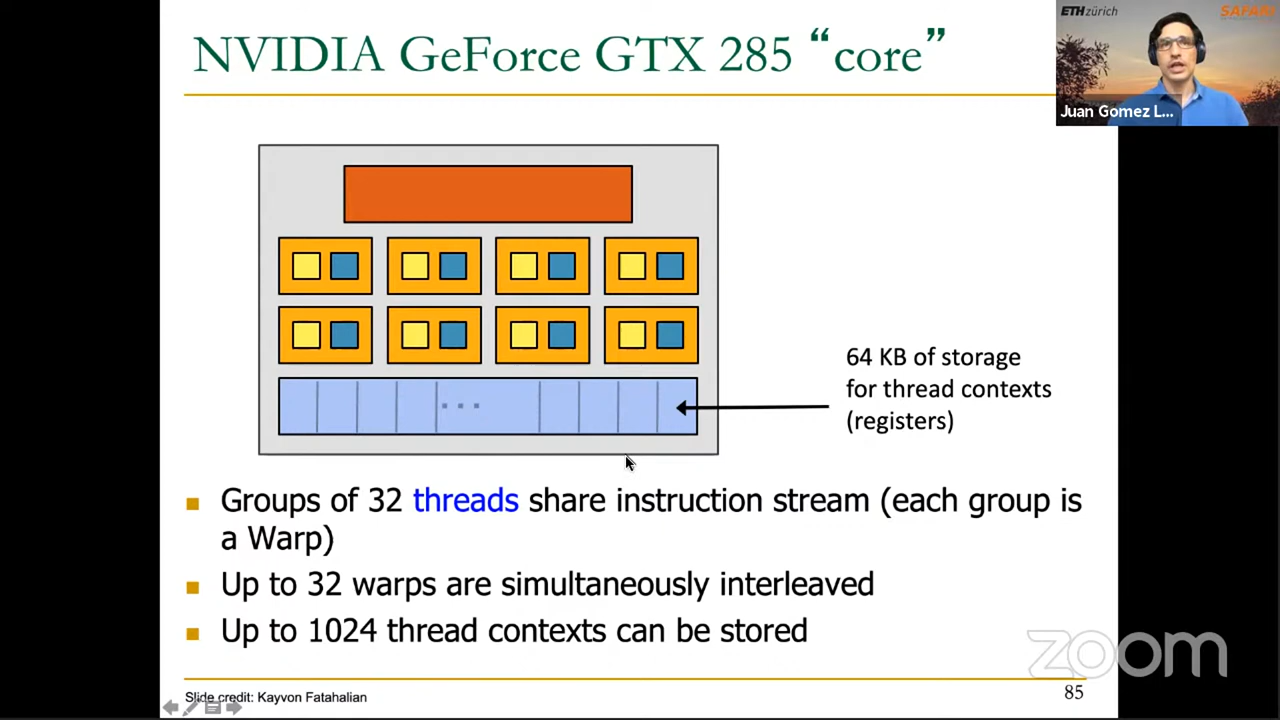 NVIDIA GeForce GTX 285 “core”
ETH zürich
SAFARI
Juan Gomez L...
64 KB of storage
for thread contexts
(registers)
Groups of 32 threads share instruction stream (each group is
a Warp)
Up to 32 warps are simultaneously interleaved
Up to 1024 thread contexts can be stored
zoom
Slide credit: Kayvon Fatahalian
85